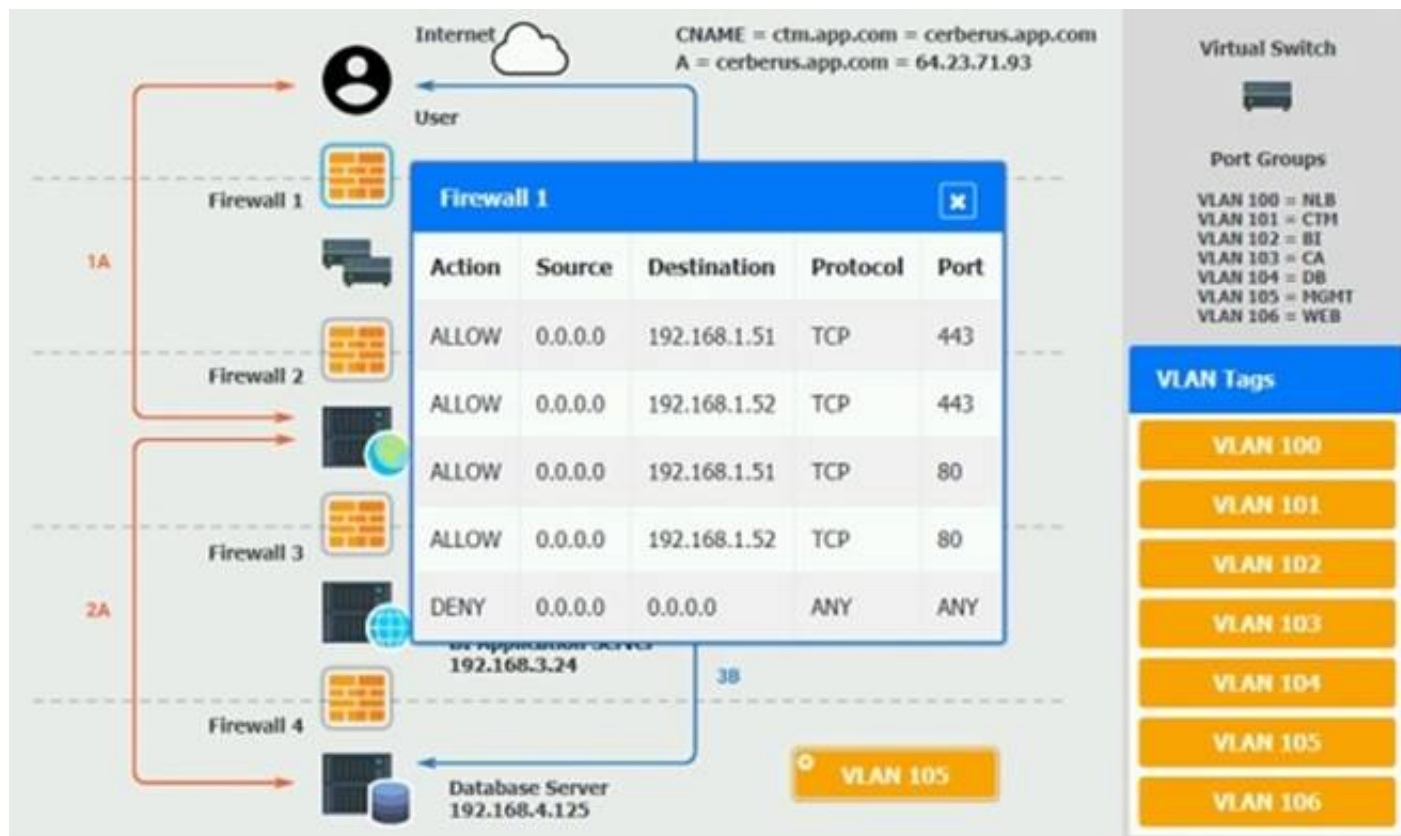 Internet
CNAME = ctm.app.com = cerberus.app.com
A = cerberus.app.com = 64.23.71.93
User
Firewall 1
1A
Firewall 2
Firewall 3
2A
Firewall 4
Firewall 1
Action Source Destination Protocol Port
ALLOW 0.0.0.0 192.168.1.51 TCP 443
ALLOW 0.0.0.0 192.168.1.52 TCP 443
ALLOW 0.0.0.0 192.168.1.51 TCP 80
ALLOW 0.0.0.0 192.168.1.52 TCP 80
DENY 0.0.0.0 0.0.0.0 ANY ANY
BI Application Server
192.168.3.24
3B
Database Server
192.168.4.125
VLAN 105
Virtual Switch
Port Groups
VLAN 100 = NLB
VLAN 101 = CTM
VLAN 102 = BI
VLAN 103 = CA
VLAN 104 = DB
VLAN 105 = MGMT
VLAN 106 = WEB
VLAN Tags
VLAN 100
VLAN 101
VLAN 102
VLAN 103
VLAN 104
VLAN 105
VLAN 106